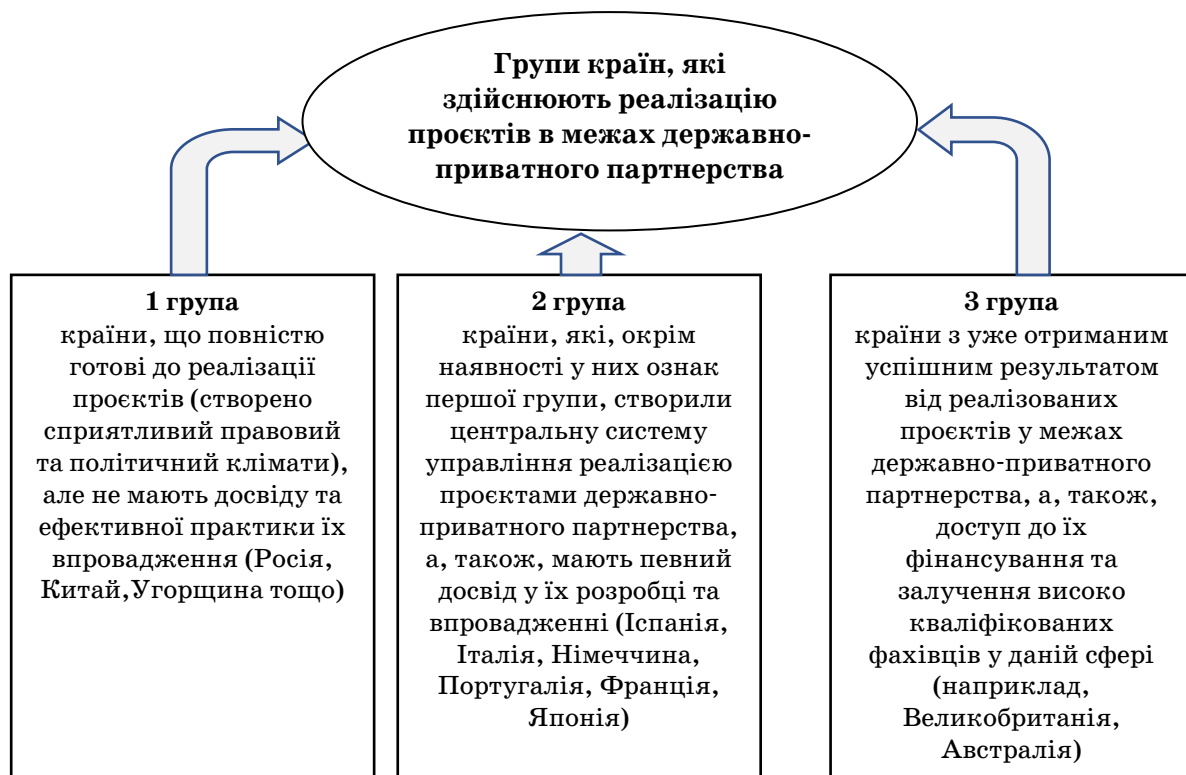 Групи країн, які
здійснюють реалізацію
проєктів в межах державно-
приватного партнерства
1 група
країни, що повністю
готові до реалізації
проєктів (створено
сприятливий правовий
та політичний клімати),
але не мають досвіду та
ефективної практики їх
впровадження (Росія,
Китай,Угорщина тощо)
2 група
країни, які, окрім
наявності у них ознак
першої групи, створили
центральну систему
управління реалізацією
проєктами державно-
приватного партнерства,
а, також, мають певний
досвід у їх розробці та
впровадженні (Іспанія,
Італія, Німеччина,
Португалія, Франція,
Японія)
3 група
країни з уже отриманим
успішним результатом
від реалізованих
проєктів у межах
державно-приватного
партнерства, а, також,
доступ до їх
фінансування та
залучення високо
кваліфікованих
фахівців у даній сфері
(наприклад,
Великобританія,
Австралія)